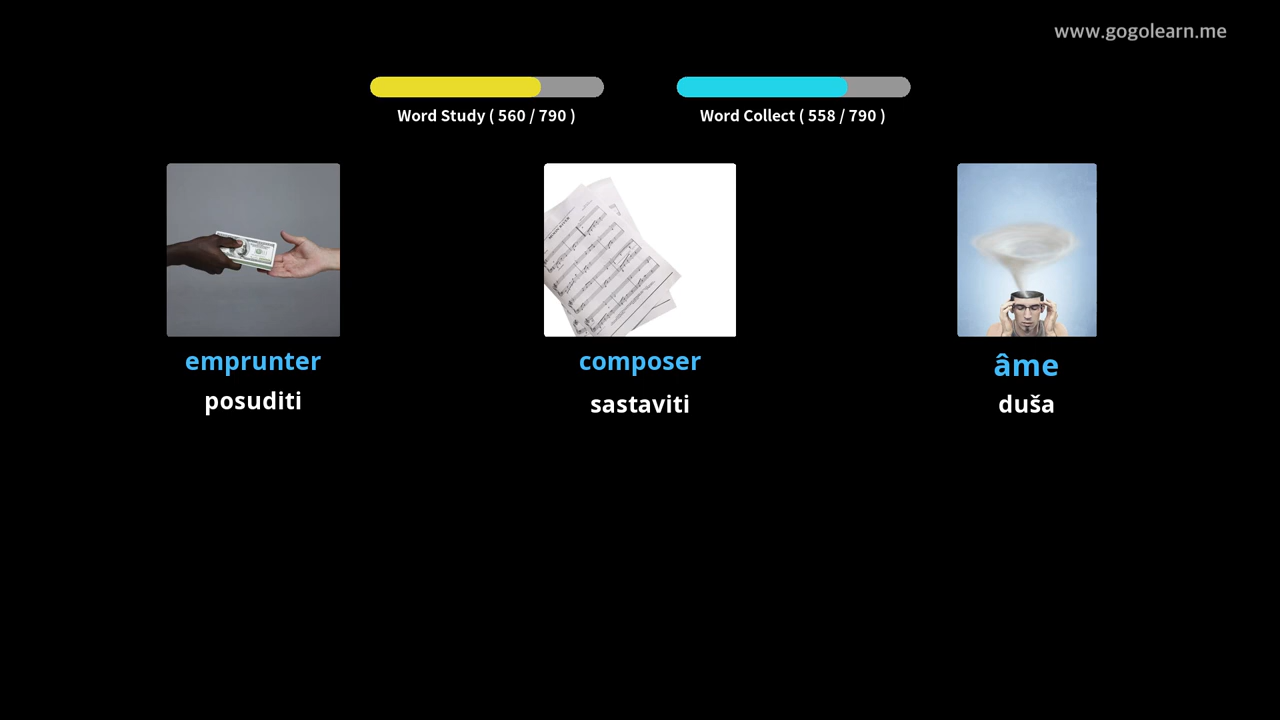 www.gogolearn.me
Word Study ( 560 / 790 )
Word Collect ( 558 / 790 )
emprunter
posuditi
composer
sastaviti
âme
duša